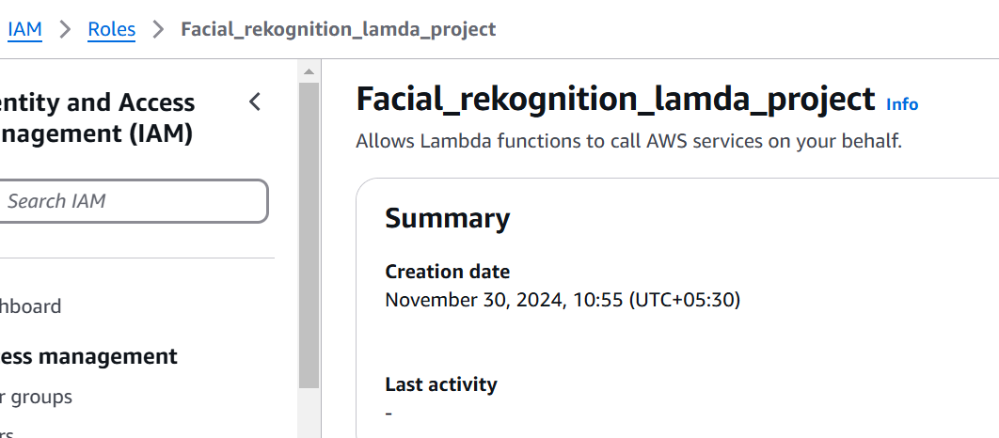 IAM > Roles > Facial_rekognition_lamda_project
entity and Access
nagement (IAM)
Search IAM
hboard
ess management
r groups
rs
Facial_rekognition_lamda_project Info
Allows Lambda functions to call AWS services on your behalf.
Summary
Creation date
November 30, 2024, 10:55 (UTC+05:30)
Last activity
-